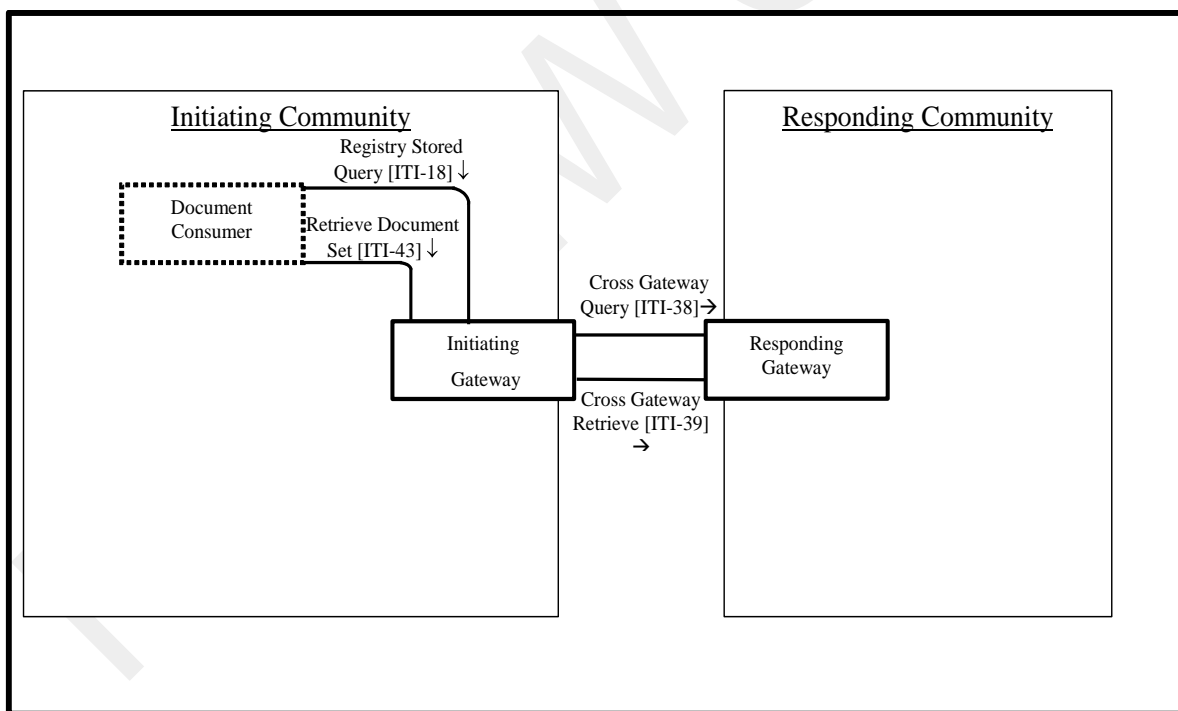 Initiating Community
Responding Community
Registry Stored
Query [ITI-18] ↓
Document
Consumer
Retrieve Document
Set [ITI-43] ↓
Cross Gateway
Query [ITI-38]→
Initiating
Gateway
Responding
Gateway
Cross Gateway
Retrieve [ITI-39]
→